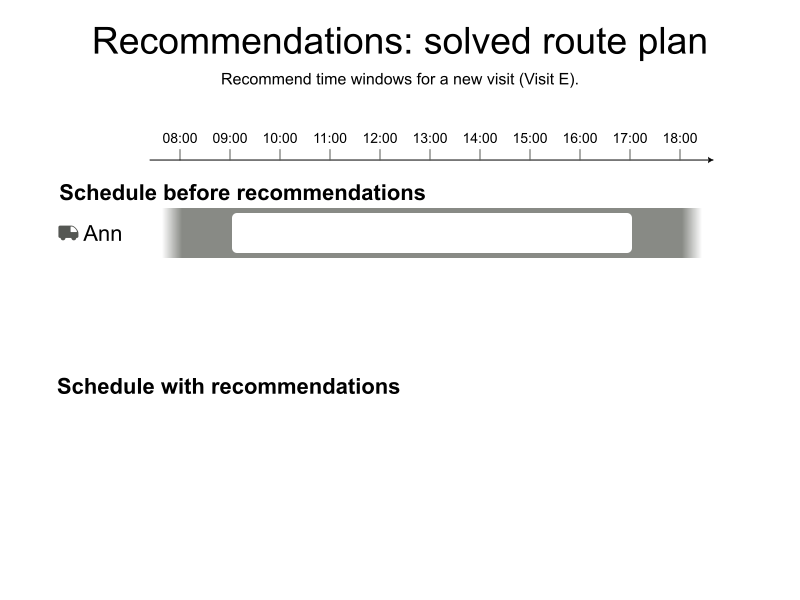 Recommendations: solved route plan
Recommend time windows for a new visit (Visit E).
08:00 09:00 10:00 11:00 12:00 13:00 14:00 15:00 16:00 17:00 18:00
Schedule before recommendations
Ann
Schedule with recommendations